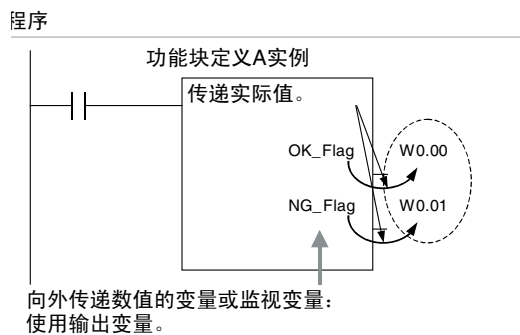 程序
功能块定义A实例
传递实际值。
OK_Flag W0.00
NG_Flag W0.01
向外传递数值的变量或监视变量：
使用输出变量。